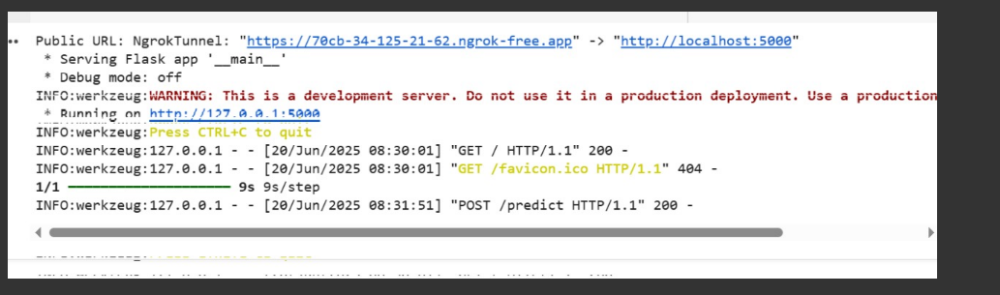 Public URL: NgrokTunnel: "https://70cb-34-125-21-62.ngrok-free.app" -> "http://localhost:5000"
* Serving Flask app '__main__'
* Debug mode: off
INFO:werkzeug:WARNING: This is a development server. Do not use it in a production deployment. Use a production
* Running on http://127.0.0.1:5000
INFO:werkzeug:Press CTRL+C to quit
INFO:werkzeug:127.0.0.1 - - [20/Jun/2025 08:30:01] "GET / HTTP/1.1" 200 -
INFO:werkzeug:127.0.0.1 - - [20/Jun/2025 08:30:01] "GET /favicon.ico HTTP/1.1" 404 -
1/1 ━━━━━━━━━━━━━━━━━━━━ 9s 9s/step
INFO:werkzeug:127.0.0.1 - - [20/Jun/2025 08:31:51] "POST /predict HTTP/1.1" 200 -